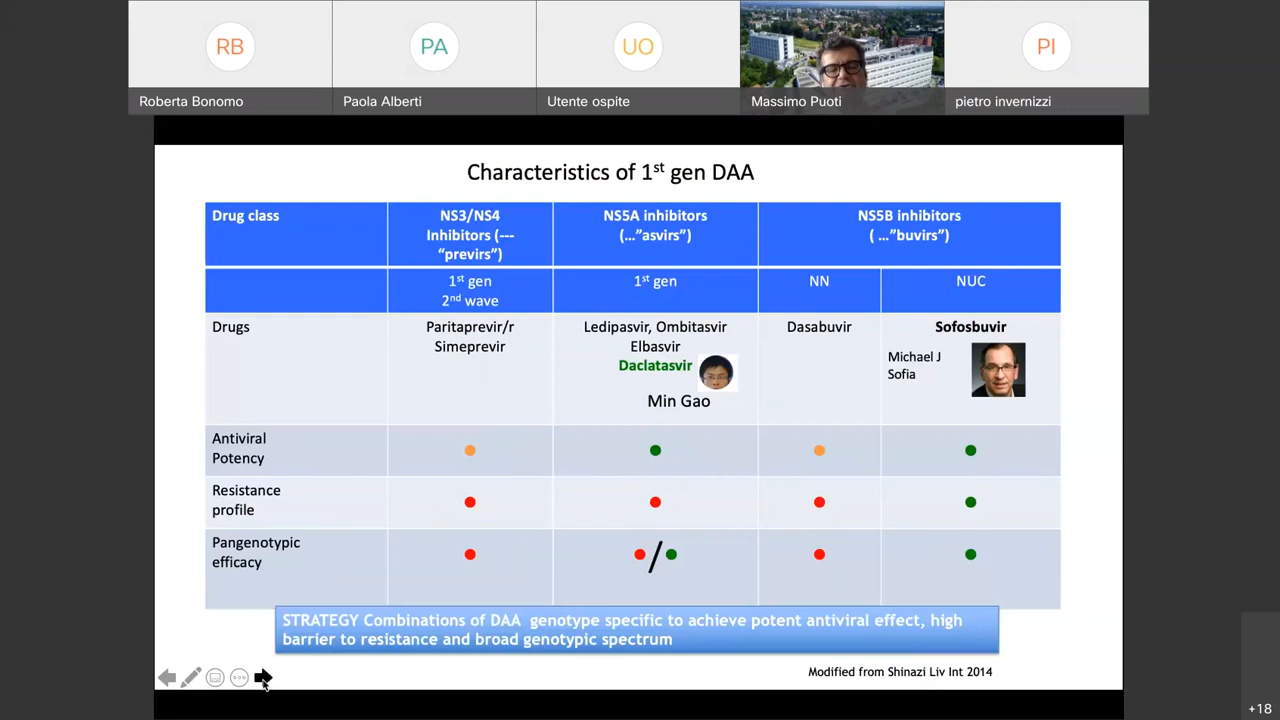 RB
PA
UO
PI
Roberta Bonomo
Paola Alberti
Utente ospite
Massimo Puoti
pietro invernizzi
Characteristics of 1st gen DAA
Drug class
NS3/NS4
Inhibitors (---
“previrs”)
NS5A inhibitors
(...”asvirs”)
NS5B inhibitors
( ...”buvirs”)
1st gen
2nd wave
1st gen
NN
NUC
Drugs
Paritaprevir/r
Simeprevir
Ledipasvir, Ombitasvir
Elbasvir
Daclatasvir
Min Gao
Dasabuvir
Sofosbuvir
Michael J
Sofia
Antiviral
Potency
Resistance
profile
Pangenotypic
efficacy
/
STRATEGY Combinations of DAA genotype specific to achieve potent antiviral effect, high
barrier to resistance and broad genotypic spectrum
Modified from Shinazi Liv Int 2014
+18